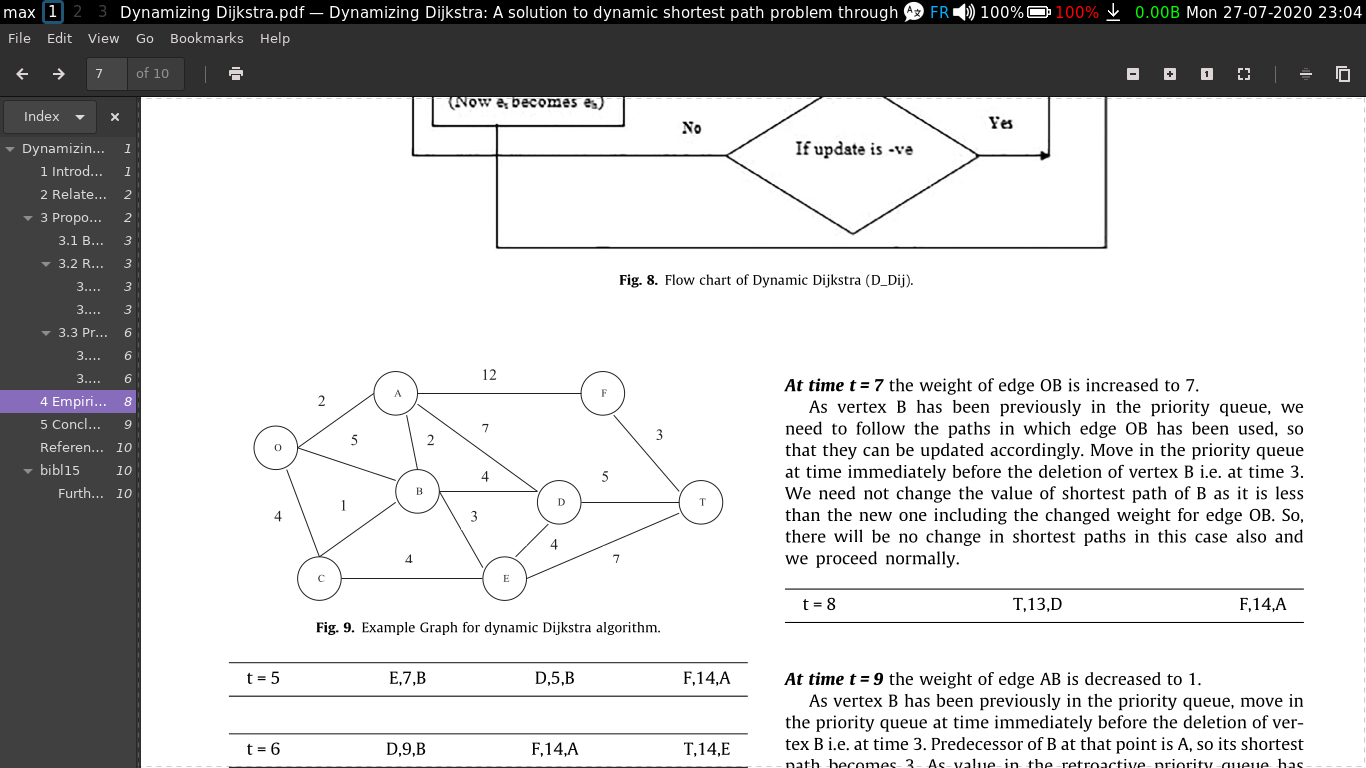 max 1 2 3 Dynamizing Dijkstra.pdf — Dynamizing Dijkstra: A solution to dynamic shortest path problem through FR 100% 100% 0.00B Mon 27-07-2020 23:04
File Edit View Go Bookmarks Help
7 of 10
Index
Dynamizin... 1
1 Introd... 1
2 Relate... 2
3 Propo... 2
3.1 B... 3
3.2 R... 3
3.... 3
3.... 3
3.3 Pr... 6
3.... 6
3.... 6
4 Empiri... 8
5 Concl... 9
Referen... 10
bibl15 10
Furth... 10
(Now eₛ becomes eₕ)
No
Yes
If update is -ve
Fig. 8. Flow chart of Dynamic Dijkstra (D_Dij).
12
A
F
2
7
3
5
2
O
4
5
B
D
T
1
3
4
4
7
4
C
E
Fig. 9. Example Graph for dynamic Dijkstra algorithm.
t = 5 E,7,B D,5,B F,14,A
t = 6 D,9,B F,14,A T,14,E
At time t = 7 the weight of edge OB is increased to 7.
As vertex B has been previously in the priority queue, we
need to follow the paths in which edge OB has been used, so
that they can be updated accordingly. Move in the priority queue
at time immediately before the deletion of vertex B i.e. at time 3.
We need not change the value of shortest path of B as it is less
than the new one including the changed weight for edge OB. So,
there will be no change in shortest paths in this case also and
we proceed normally.
t = 8 T,13,D F,14,A
At time t = 9 the weight of edge AB is decreased to 1.
As vertex B has been previously in the priority queue, move in
the priority queue at time immediately before the deletion of ver-
tex B i.e. at time 3. Predecessor of B at that point is A, so its shortest
path becomes 3. As value in the retroactive priority queue has